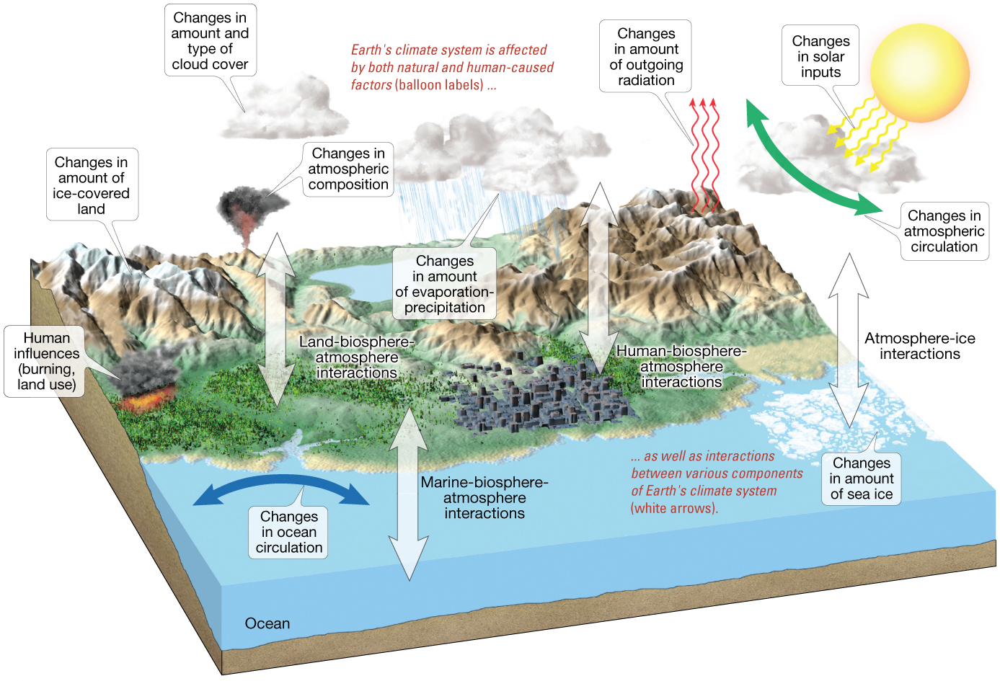 Changes in
amount and
type of
cloud cover
Earth's climate system is affected
by both natural and human-caused
factors (balloon labels) ...
Changes
in amount
of outgoing
radiation
Changes
in solar
inputs
Changes in
amount of
ice-covered
land
Changes in
atmospheric
composition
Changes in
atmospheric
circulation
Changes
in amount
of evaporation-
precipitation
Human
influences
(burning,
land use)
Land-biosphere-
atmosphere
interactions
Human-biosphere-
atmosphere
interactions
Atmosphere-ice
interactions
... as well as interactions
between various components
of Earth's climate system
(white arrows).
Changes
in amount
of sea ice
Marine-biosphere-
atmosphere
interactions
Changes
in ocean
circulation
Ocean